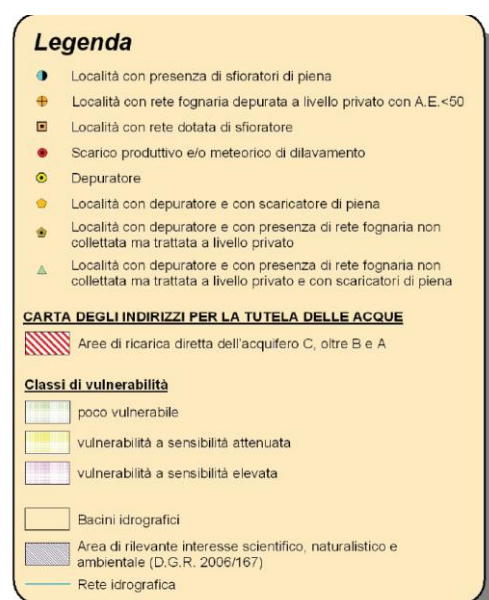 Legenda
Località con presenza di sfioratori di piena
Località con rete fognaria depurata a livello privato con A.E.<50
Località con rete dotata di sfioratore
Scarico produttivo e/o meteorico di dilavamento
Depuratore
Località con depuratore e con scaricatore di piena
Località con depuratore e con presenza di rete fognaria non
collettata ma trattata a livello privato
Località con depuratore e con presenza di rete fognaria non
collettata ma trattata a livello privato e con scaricatori di piena
CARTA DEGLI INDIRIZZI PER LA TUTELA DELLE ACQUE
Aree di ricarica diretta dell'acquifero C, oltre B e A
Classi di vulnerabilità
poco vulnerabile
vulnerabilità a sensibilità attenuata
vulnerabilità a sensibilità elevata
Bacini idrografici
Area di rilevante interesse scientifico, naturalistico e
ambientale (D.G.R. 2006/167)
Rete idrografica